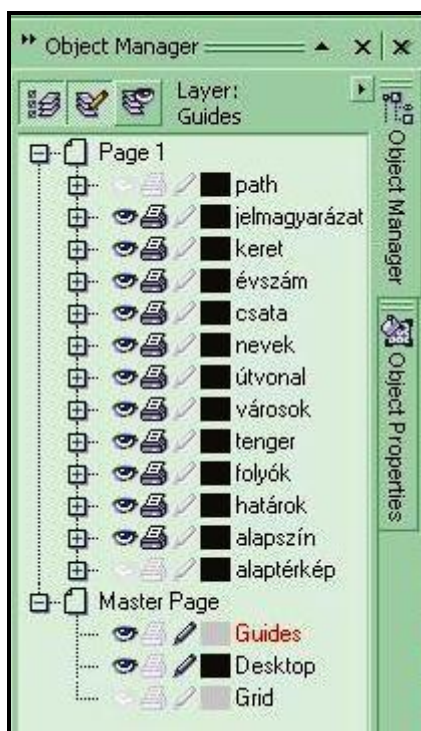 Object Manager
Layer:
Guides
Page 1
path
jelmagyarázat
keret
évszám
csata
nevek
útvonal
városok
tenger
folyók
határok
alapszín
alaptérkép
Master Page
Guides
Desktop
Grid
Object Manager
Object Properties